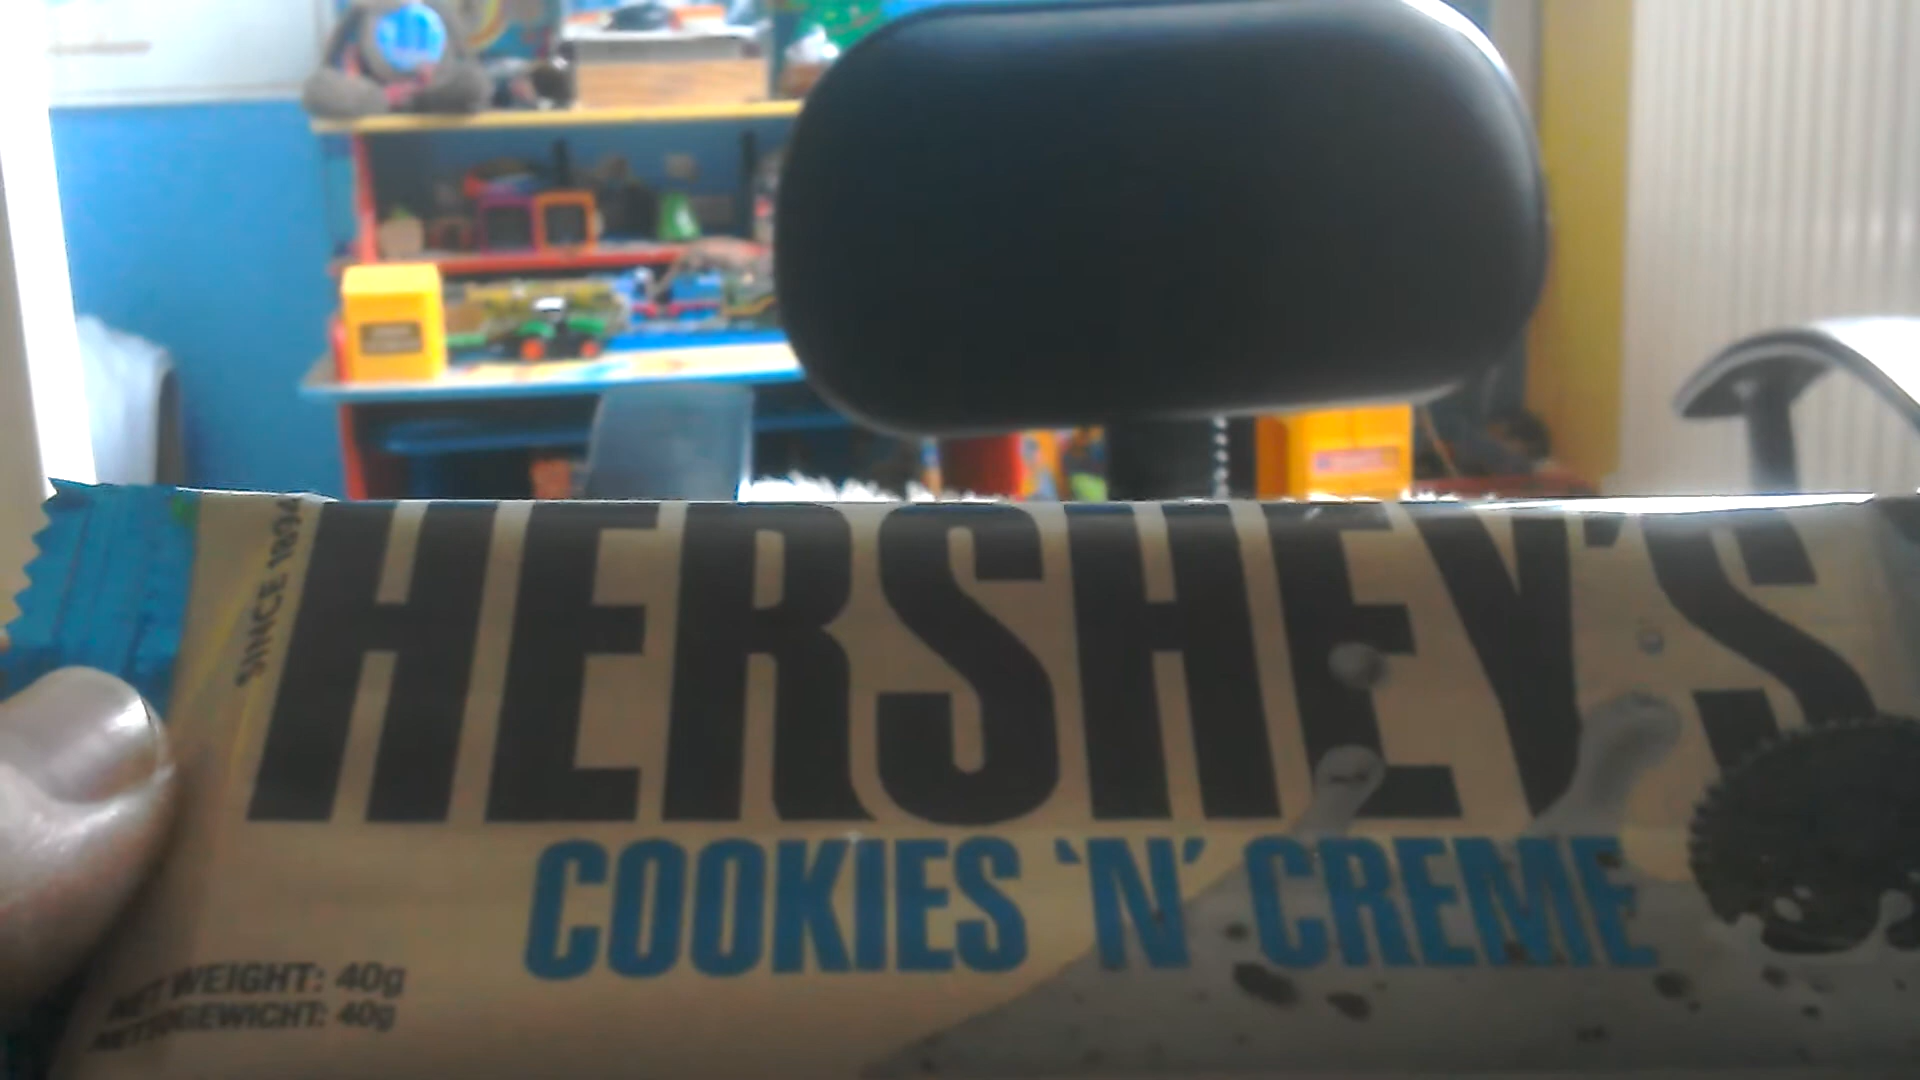 SINCE 1894
HERSHEY'S
COOKIES 'N' CREME
NET WEIGHT: 40g
NETTOGEWICHT: 40g